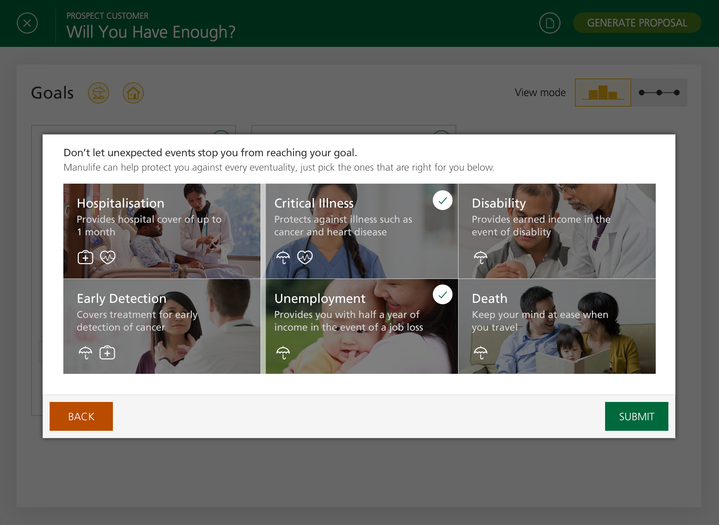 PROSPECT CUSTOMER
Will You Have Enough?
GENERATE PROPOSAL
Goals
View mode
Don't let unexpected events stop you from reaching your goal.
Manulife can help protect you against every eventuality, just pick the ones that are right for you below.
Hospitalisation
Provides hospital cover of up to
1 month
Critical Illness
Protects against illness such as
cancer and heart disease
Disability
Provides earned income in the
event of disablity
Early Detection
Covers treatment for early
detection of cancer
Unemployment
Provides you with half a year of
income in the event of a job loss
Death
Keep your mind at ease when
you travel
BACK
SUBMIT